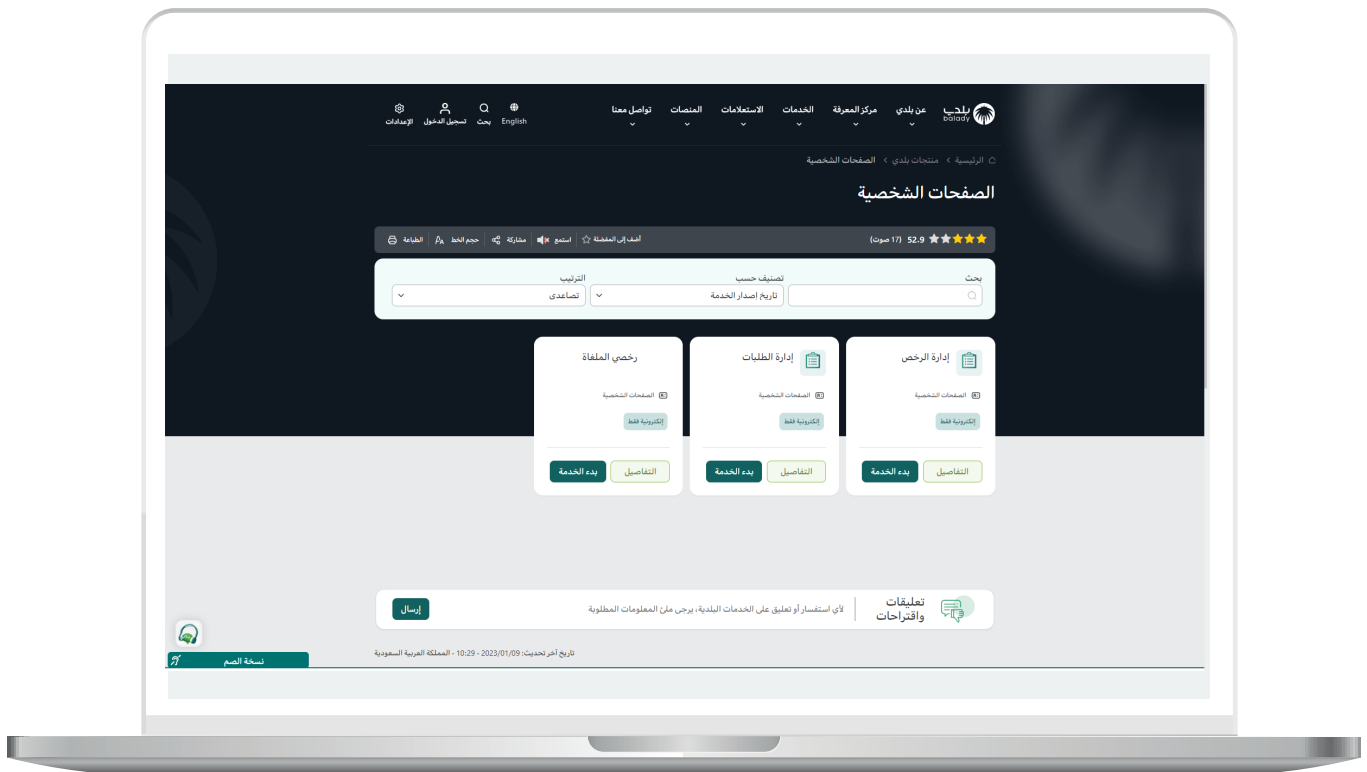 بلدي
balady
عن بلدي
مركز المعرفة
الخدمات
الاستعلامات
المنصات
تواصل معنا
English
بحث
تسجيل الدخول
الإعدادات
الرئيسية > منتجات بلدي > الصفحات الشخصية
الصفحات الشخصية
52.9 (17 صوت)
أضف إلى المفضلة
استمع
مشاركة
حجم الخط
الطباعة
بحث
تصنيف حسب
الترتيب
تاريخ إصدار الخدمة
تصاعدى
إدارة الرخص
الصفحات الشخصية
إلكترونية فقط
التفاصيل
بدء الخدمة
إدارة الطلبات
الصفحات الشخصية
إلكترونية فقط
التفاصيل
بدء الخدمة
رخصي الملغاة
الصفحات الشخصية
إلكترونية فقط
التفاصيل
بدء الخدمة
تعليقات
واقتراحات
لأي استفسار أو تعليق على الخدمات البلدية، يرجى ملئ المعلومات المطلوبة
إرسال
تاريخ آخر تحديث: 2023/01/09 - 10:29 - المملكة العربية السعودية
نسخة الصم